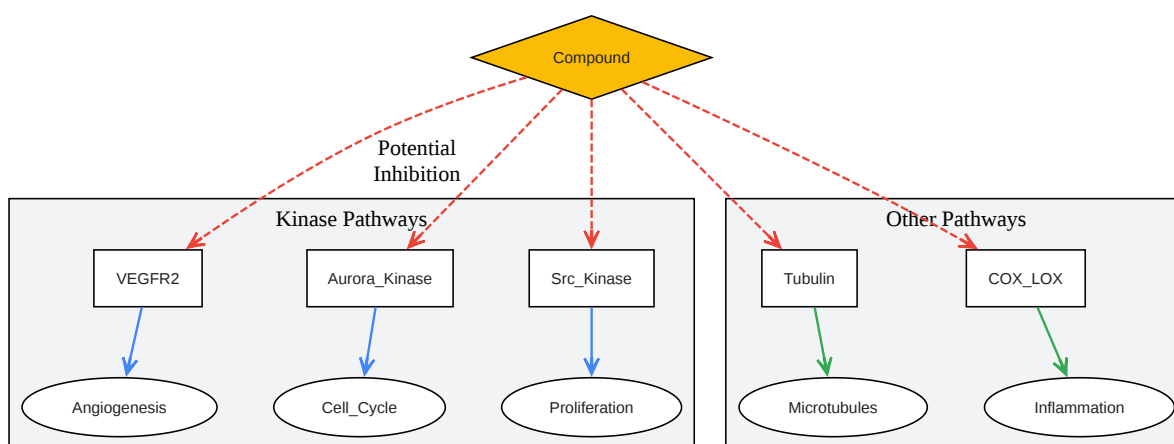 Compound
Potential
Inhibition
Kinase Pathways
Other Pathways
VEGFR2
Aurora_Kinase
Src_Kinase
Tubulin
COX_LOX
Angiogenesis
Cell_Cycle
Proliferation
Microtubules
Inflammation